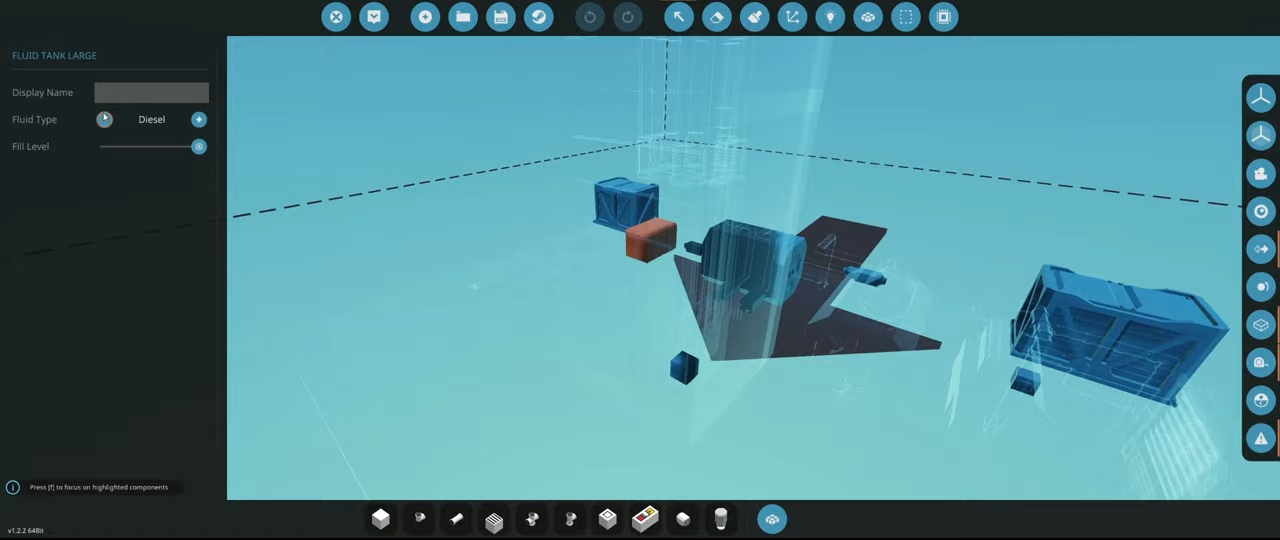 FLUID TANK LARGE
Display Name
Fluid Type Diesel
Fill Level
Press [f] to focus on highlighted components
v1.2.2 64Bit